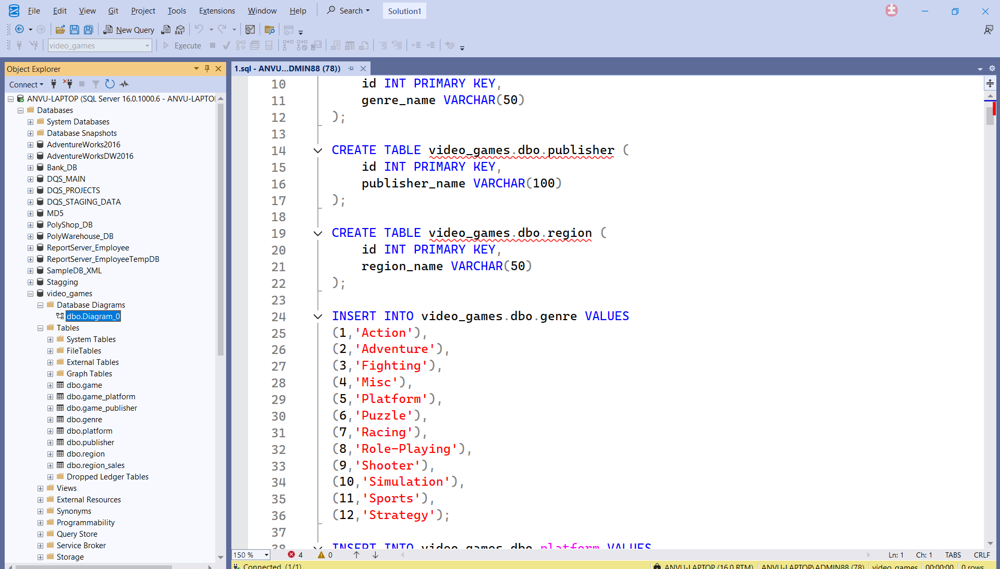 File Edit View Git Project Tools Extensions Window Help Search Solution1
New Query DAX
video_games Execute
Object Explorer
Connect
ANVU-LAPTOP (SQL Server 16.0.1000.6 - ANVU-LAPTO
Databases
System Databases
Database Snapshots
AdventureWorks2016
AdventureWorksDW2016
Bank_DB
DQS_MAIN
DQS_PROJECTS
DQS_STAGING_DATA
MD5
PolyShop_DB
PolyWarehouse_DB
ReportServer_Employee
ReportServer_EmployeeTempDB
SampleDB_XML
Stagging
video_games
Database Diagrams
dbo.Diagram_0
Tables
System Tables
FileTables
External Tables
Graph Tables
dbo.game
dbo.game_platform
dbo.game_publisher
dbo.genre
dbo.platform
dbo.publisher
dbo.region
dbo.region_sales
Dropped Ledger Tables
Views
External Resources
Synonyms
Programmability
Query Store
Service Broker
Storage
1.sql - ANVU...DMIN88 (78))
10 id INT PRIMARY KEY,
11 genre_name VARCHAR(50)
12 );
13
14 CREATE TABLE video_games.dbo.publisher (
15 id INT PRIMARY KEY,
16 publisher_name VARCHAR(100)
17 );
18
19 CREATE TABLE video_games.dbo.region (
20 id INT PRIMARY KEY,
21 region_name VARCHAR(50)
22 );
23
24 INSERT INTO video_games.dbo.genre VALUES
25 (1,'Action'),
26 (2,'Adventure'),
27 (3,'Fighting'),
28 (4,'Misc'),
29 (5,'Platform'),
30 (6,'Puzzle'),
31 (7,'Racing'),
32 (8,'Role-Playing'),
33 (9,'Shooter'),
34 (10,'Simulation'),
35 (11,'Sports'),
36 (12,'Strategy');
37
38 INSERT INTO video_games.dbo.platform VALUES
150 % 4 0 Ln: 1 Ch: 1 TABS CRLF
Connected. (1/1) ANVU-LAPTOP (16.0 RTM) ANVU-LAPTOP\ADMIN88 (78) video_games 00:00:00 0 rows